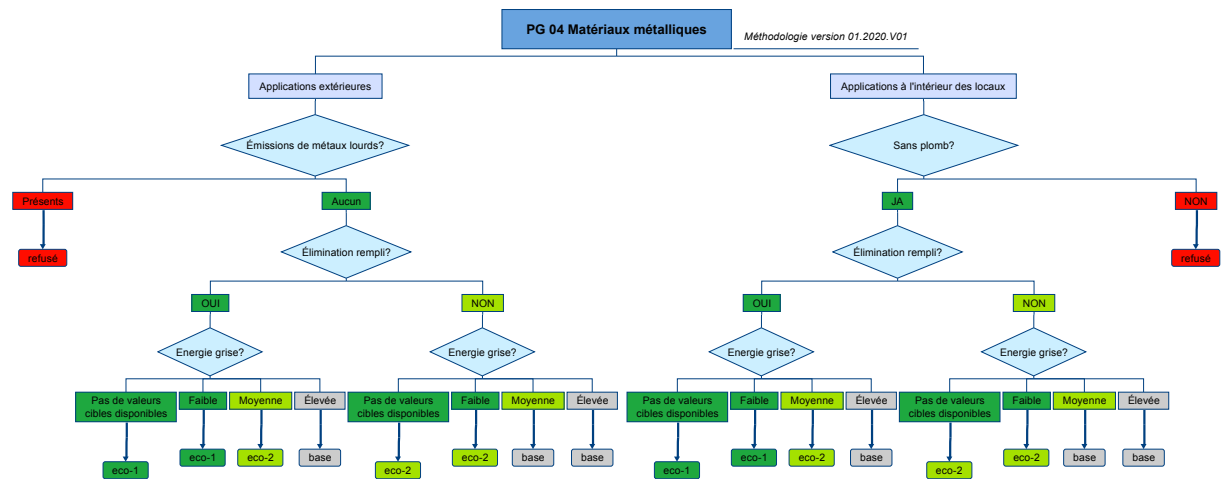 PG 04 Matériaux métalliques
Méthodologie version 01.2020.V01
Applications extérieures
Applications à l'intérieur des locaux
Émissions de métaux lourds?
Sans plomb?
Présents
Aucun
JA
NON
refusé
Élimination rempli?
Élimination rempli?
refusé
OUI
NON
OUI
NON
Energie grise?
Energie grise?
Energie grise?
Energie grise?
Pas de valeurs
cibles disponibles
Faible
Moyenne
Élevée
Pas de valeurs
cibles disponibles
Faible
Moyenne
Élevée
Pas de valeurs
cibles disponibles
Faible
Moyenne
Élevée
Pas de valeurs
cibles disponibles
Faible
Moyenne
Élevée
eco-1
eco-1
eco-2
base
eco-2
eco-2
base
base
eco-1
eco-1
eco-2
base
eco-2
eco-2
base
base